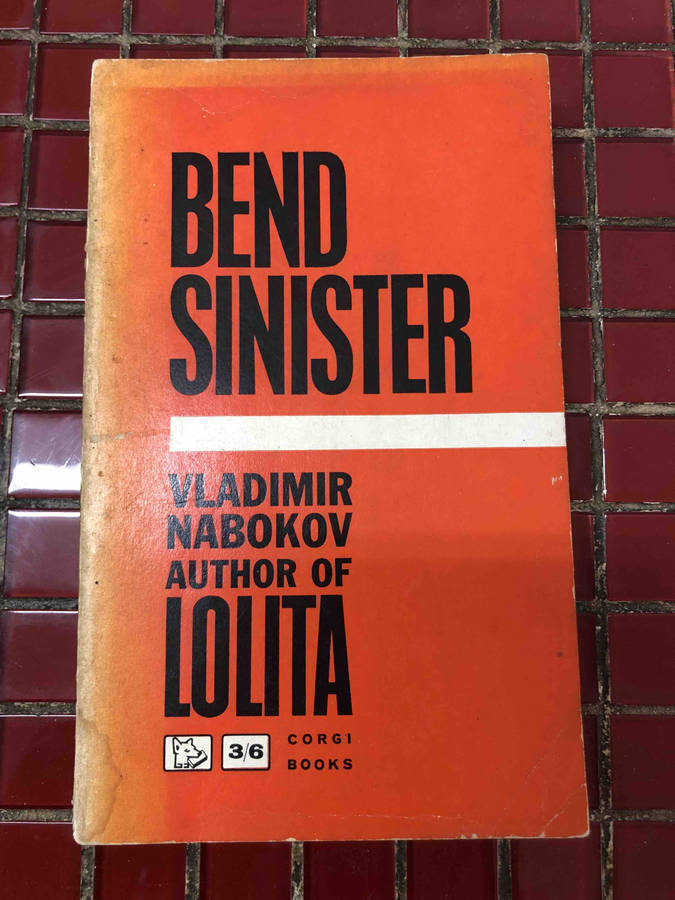 BEND
SINISTER
VLADIMIR
NABOKOV
AUTHOR OF
LOLITA
3/6
CORGI
BOOKS